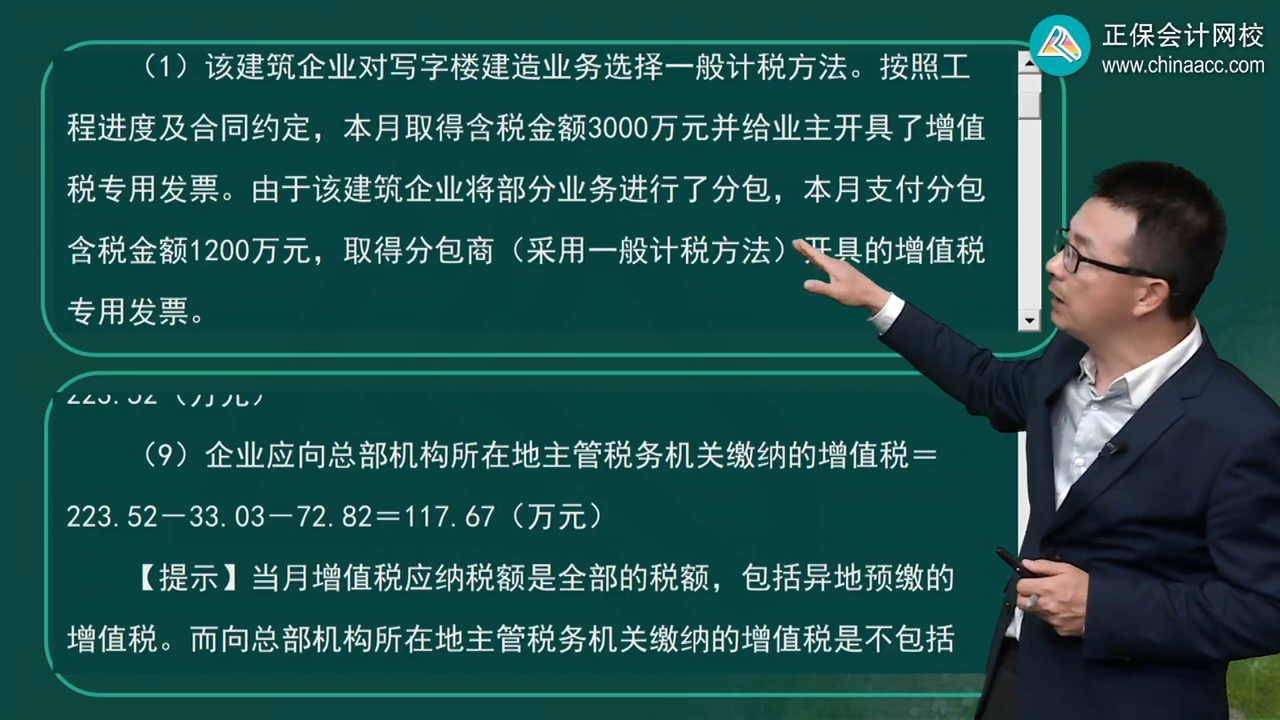 正保会计网校
www.chinaacc.com
（1）该建筑企业对写字楼建造业务选择一般计税方法。按照工
程进度及合同约定，本月取得含税金额3000万元并给业主开具了增值
税专用发票。由于该建筑企业将部分业务进行了分包，本月支付分包
含税金额1200万元，取得分包商（采用一般计税方法）开具的增值税
专用发票。
223.52（万元）
（9）企业应向总部机构所在地主管税务机关缴纳的增值税＝
223.52－33.03－72.82＝117.67（万元）
【提示】当月增值税应纳税额是全部的税额，包括异地预缴的
增值税。而向总部机构所在地主管税务机关缴纳的增值税是不包括